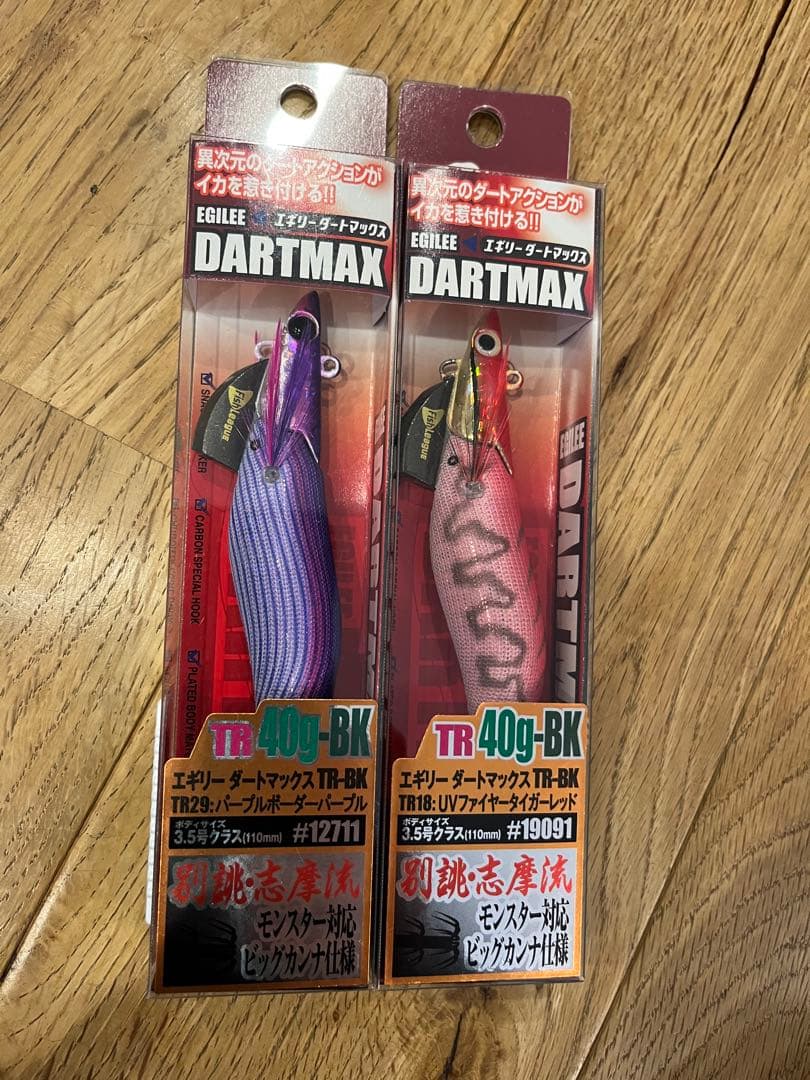 異次元のダートアクションが
イカを惹き付ける!!
EGILEE エギリーダートマックス
DARTMAX
FishLeague
CARBON SPECIAL HOOK
PLATED BODY
TR 40g-BK
エギリー ダートマックス TR-BK
TR29:パープルボーダーパープル
ボディサイズ
3.5号クラス(110mm) #12711
別誂・志摩流
モンスター対応
ビッグカンナ仕様
異次元のダートアクションが
イカを惹き付ける!!
EGILEE エギリーダートマックス
DARTMAX
FishLeague
EGILEE
TR 40g-BK
エギリー ダートマックス TR-BK
TR18:UVファイヤータイガーレッド
ボディサイズ
3.5号クラス(110mm) #19091
別誂・志摩流
モンスター対応
ビッグカンナ仕様